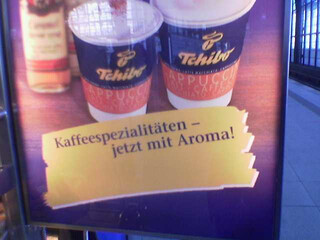 Tchibo
Tchibo
Kaffeespezialitäten –
jetzt mit Aroma!